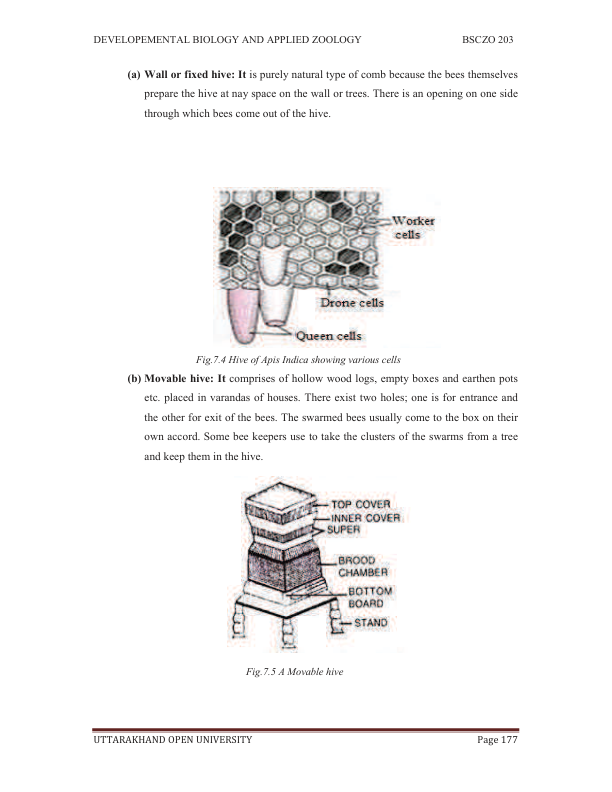 DEVELOPEMENTAL BIOLOGY AND APPLIED ZOOLOGY BSCZO 203
(a) Wall or fixed hive: It is purely natural type of comb because the bees themselves
prepare the hive at nay space on the wall or trees. There is an opening on one side
through which bees come out of the hive.
Worker
cells
Drone cells
Queen cells
Fig.7.4 Hive of Apis Indica showing various cells
(b) Movable hive: It comprises of hollow wood logs, empty boxes and earthen pots
etc. placed in varandas of houses. There exist two holes; one is for entrance and
the other for exit of the bees. The swarmed bees usually come to the box on their
own accord. Some bee keepers use to take the clusters of the swarms from a tree
and keep them in the hive.
TOP COVER
INNER COVER
SUPER
BROOD
CHAMBER
BOTTOM
BOARD
STAND
Fig.7.5 A Movable hive
UTTARAKHAND OPEN UNIVERSITY Page 177